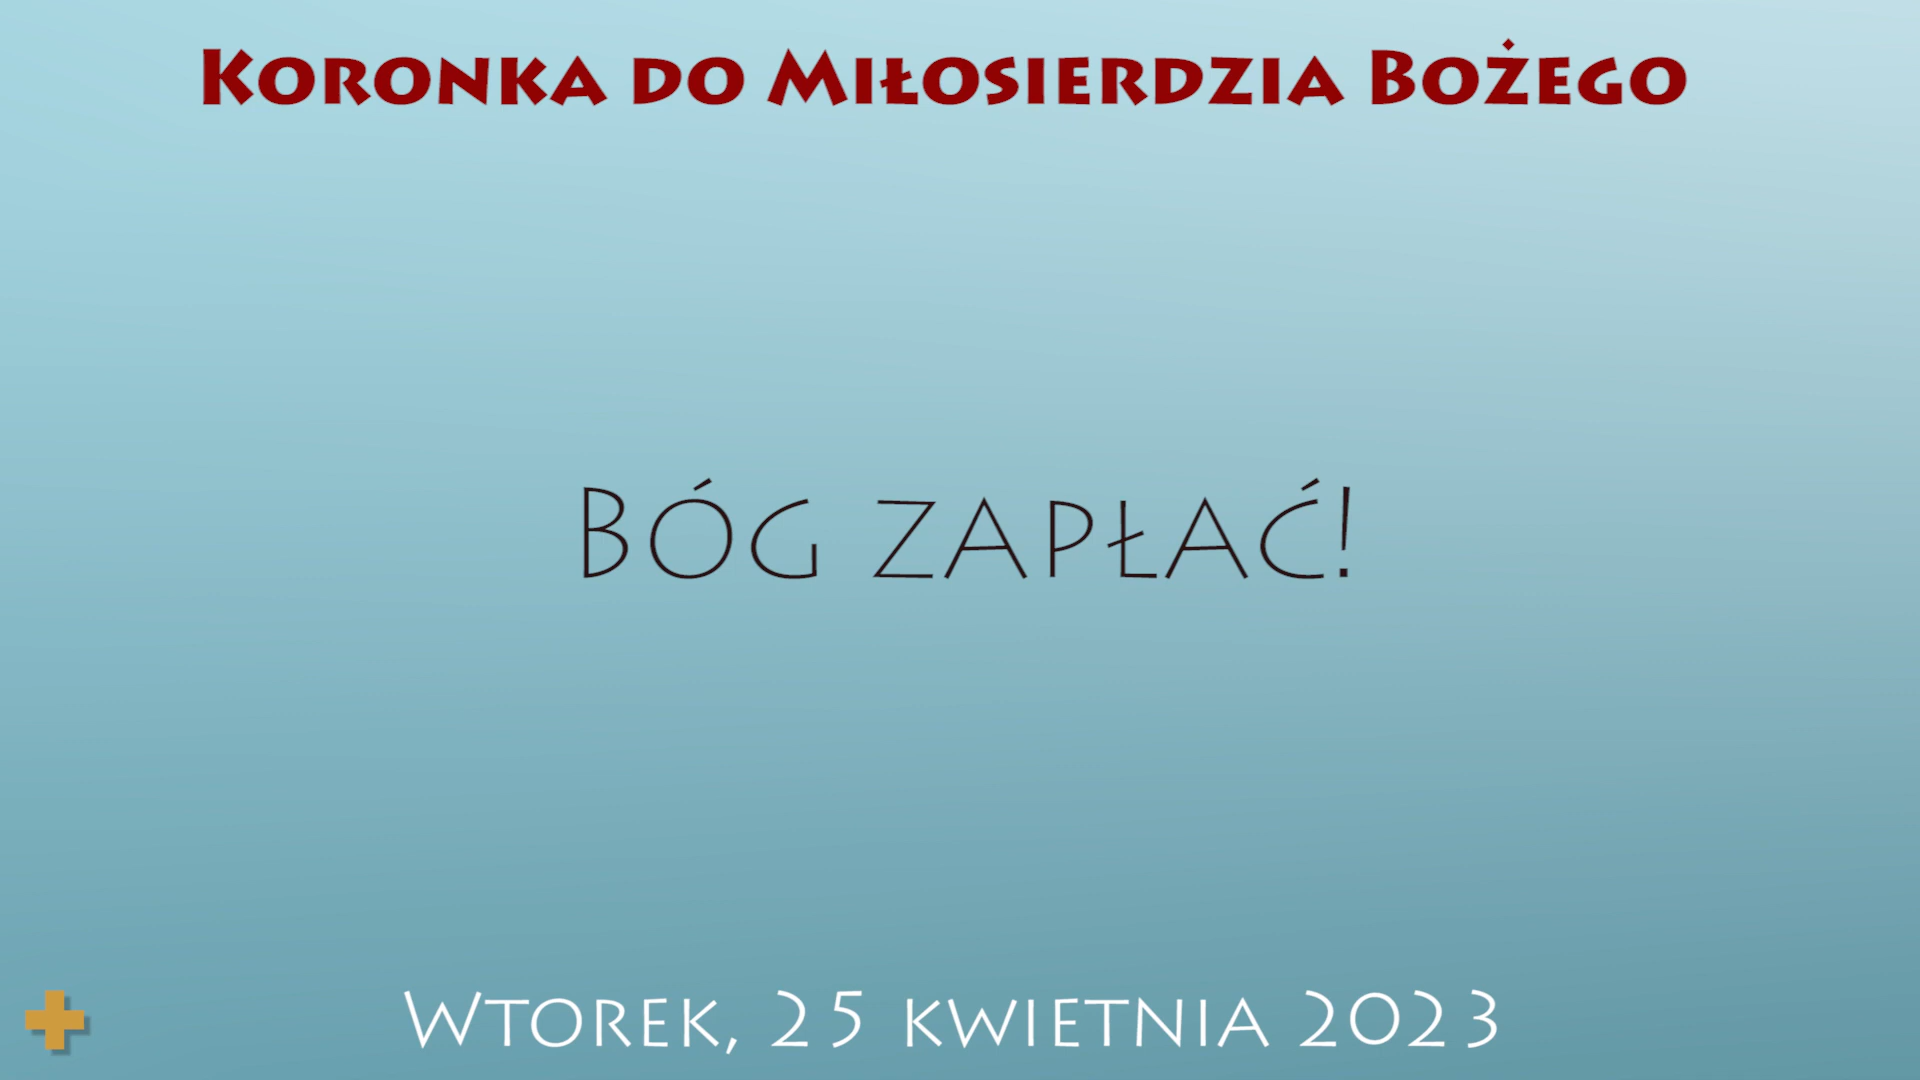 Koronka do Miłosierdzia Bożego
Bóg zapłać!
Wtorek, 25 kwietnia 2023